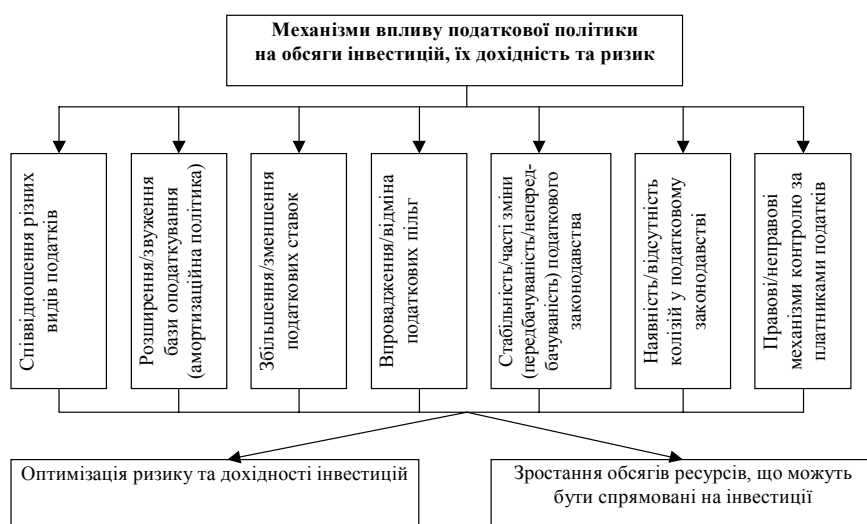 Механізми впливу податкової політики
на обсяги інвестицій, їх дохідність та ризик
Співвідношення різних
видів податків
Розширення/звуження
бази оподаткування
(амортизаційна політика)
Збільшення/зменшення
податкових ставок
Впровадження/відміна
податкових пільг
Стабільність/часті зміни
(передбачуваність/неперед-
бачуваність) податкового
законодавства
Наявність/відсутність
колізій у податковому
законодавстві
Правові/неправові
механізми контролю за
платниками податків
Оптимізація ризику та дохідності інвестицій
Зростання обсягів ресурсів, що можуть
бути спрямовані на інвестиції